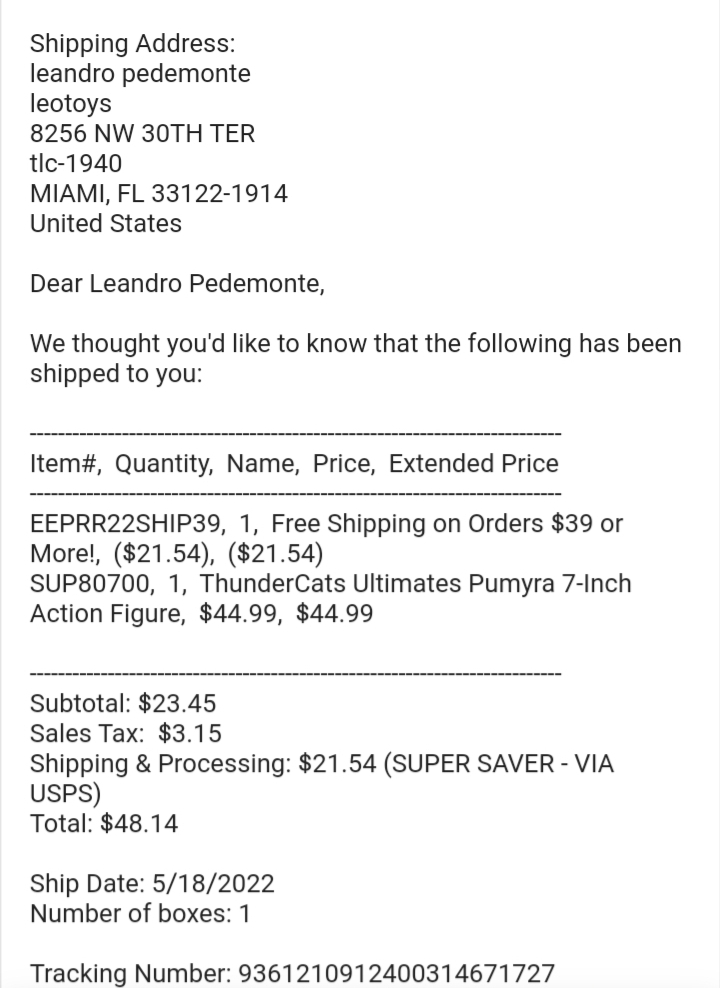 Shipping Address:
leandro pedemonte
leotoys
8256 NW 30TH TER
tlc-1940
MIAMI, FL 33122-1914
United States
Dear Leandro Pedemonte,
We thought you'd like to know that the following has been
shipped to you:
----------------------------------------------------------------------------
Item#,  Quantity,  Name,  Price,  Extended Price
----------------------------------------------------------------------------
EEPRR22SHIP39,  1,  Free Shipping on Orders $39 or
More!,  ($21.54),  ($21.54)
SUP80700,  1,  ThunderCats Ultimates Pumyra 7-Inch
Action Figure,  $44.99,  $44.99
----------------------------------------------------------------------------
Subtotal: $23.45
Sales Tax:  $3.15
Shipping & Processing: $21.54 (SUPER SAVER - VIA
USPS)
Total: $48.14
Ship Date: 5/18/2022
Number of boxes: 1
Tracking Number: 9361210912400314671727